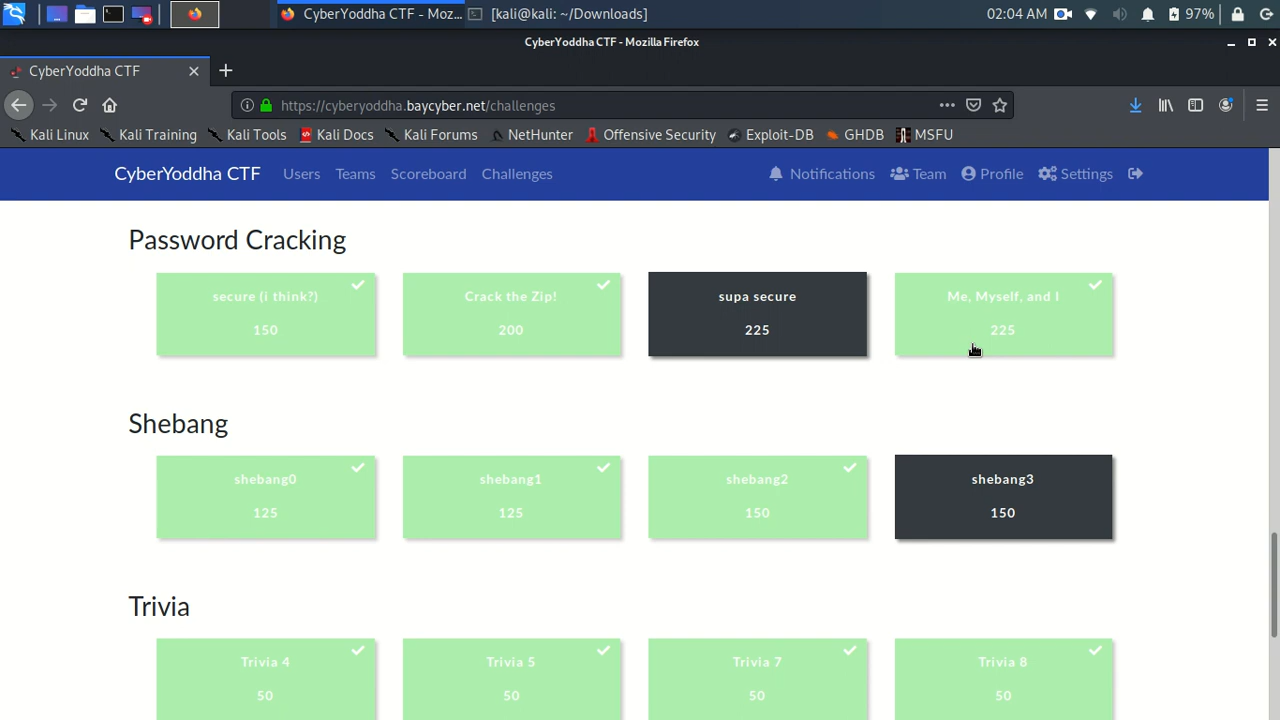 CyberYoddha CTF - Moz...
[kali@kali: ~/Downloads]
02:04 AM
97%
CyberYoddha CTF - Mozilla Firefox
CyberYoddha CTF
https://cyberyoddha.baycyber.net/challenges
Kali Linux Kali Training Kali Tools Kali Docs Kali Forums NetHunter Offensive Security Exploit-DB GHDB MSFU
CyberYoddha CTF Users Teams Scoreboard Challenges Notifications Team Profile Settings
Password Cracking
secure (i think?) Crack the Zip! supa secure Me, Myself, and I
150 200 225 225
Shebang
shebang0 shebang1 shebang2 shebang3
125 125 150 150
Trivia
Trivia 4 Trivia 5 Trivia 7 Trivia 8
50 50 50 50